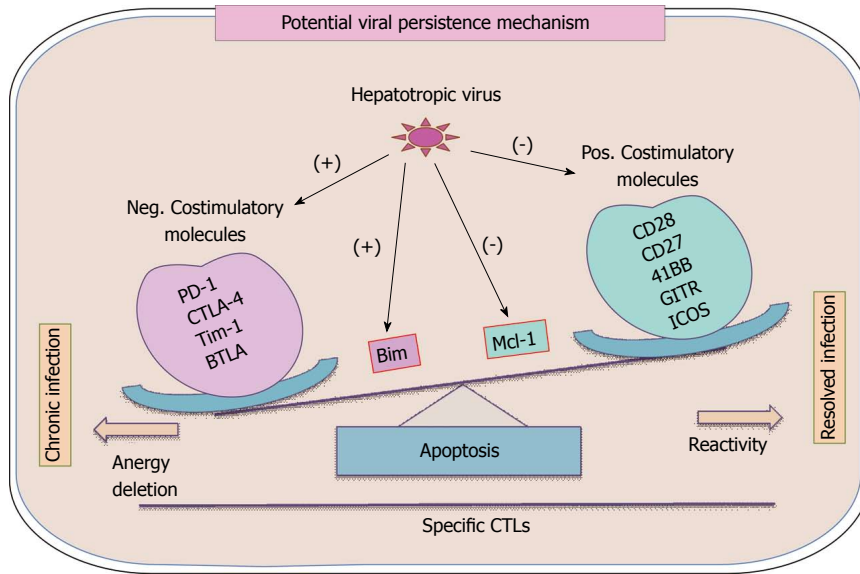 Potential viral persistence mechanism
Hepatotropic virus
(+)
(-)
Neg. Costimulatory
molecules
Pos. Costimulatory
molecules
(+)
(-)
PD-1
CTLA-4
Tim-1
BTLA
CD28
CD27
41BB
GITR
ICOS
Bim
Mcl-1
Chronic infection
Resolved infection
Anergy
deletion
Apoptosis
Reactivity
Specific CTLs